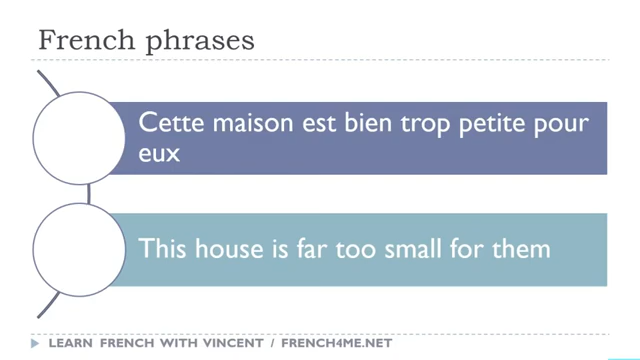 French phrases
Cette maison est bien trop petite pour
eux
This house is far too small for them
LEARN FRENCH WITH VINCENT / FRENCH4ME.NET